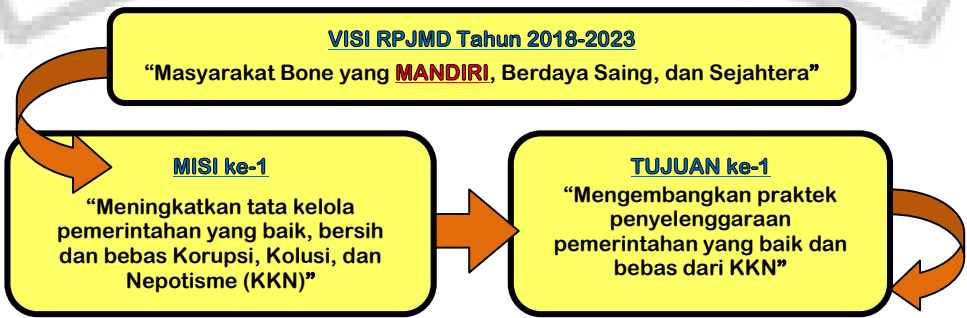 VISI RPJMD Tahun 2018-2023
“Masyarakat Bone yang MANDIRI, Berdaya Saing, dan Sejahtera”
MISI ke-1
“Meningkatkan tata kelola
pemerintahan yang baik, bersih
dan bebas Korupsi, Kolusi, dan
Nepotisme (KKN)”
TUJUAN ke-1
“Mengembangkan praktek
penyelenggaraan
pemerintahan yang baik dan
bebas dari KKN”